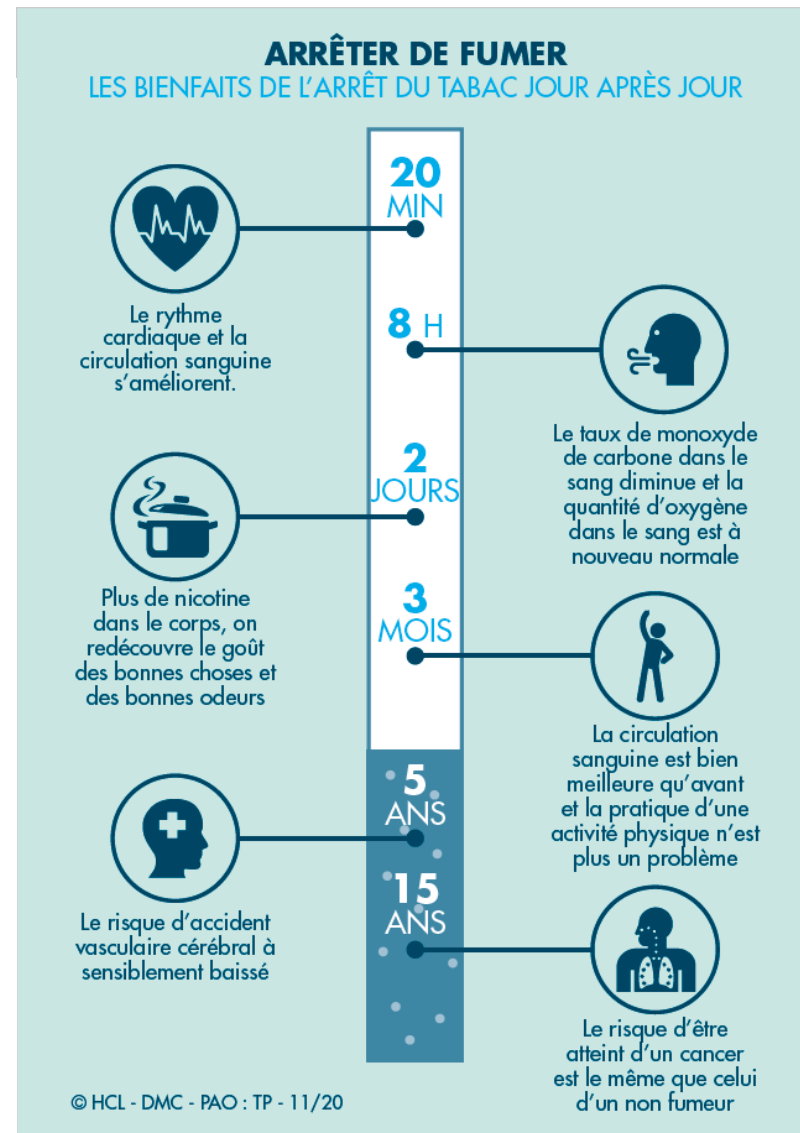 ARRÊTER DE FUMER
LES BIENFAITS DE L'ARRÊT DU TABAC JOUR APRÈS JOUR
20
MIN
Le rythme
cardiaque et la
circulation sanguine
s'améliorent.
8 H
Le taux de monoxyde
de carbone dans le
sang diminue et la
quantité d'oxygène
dans le sang est à
nouveau normale
2
JOURS
Plus de nicotine
dans le corps, on
redécouvre le goût
des bonnes choses et
des bonnes odeurs
3
MOIS
La circulation
sanguine est bien
meilleure qu'avant
et la pratique d'une
activité physique n'est
plus un problème
5
ANS
Le risque d'accident
vasculaire cérébral à
sensiblement baissé
15
ANS
Le risque d'être
atteint d'un cancer
est le même que celui
d'un non fumeur
© HCL - DMC - PAO : TP - 11/20